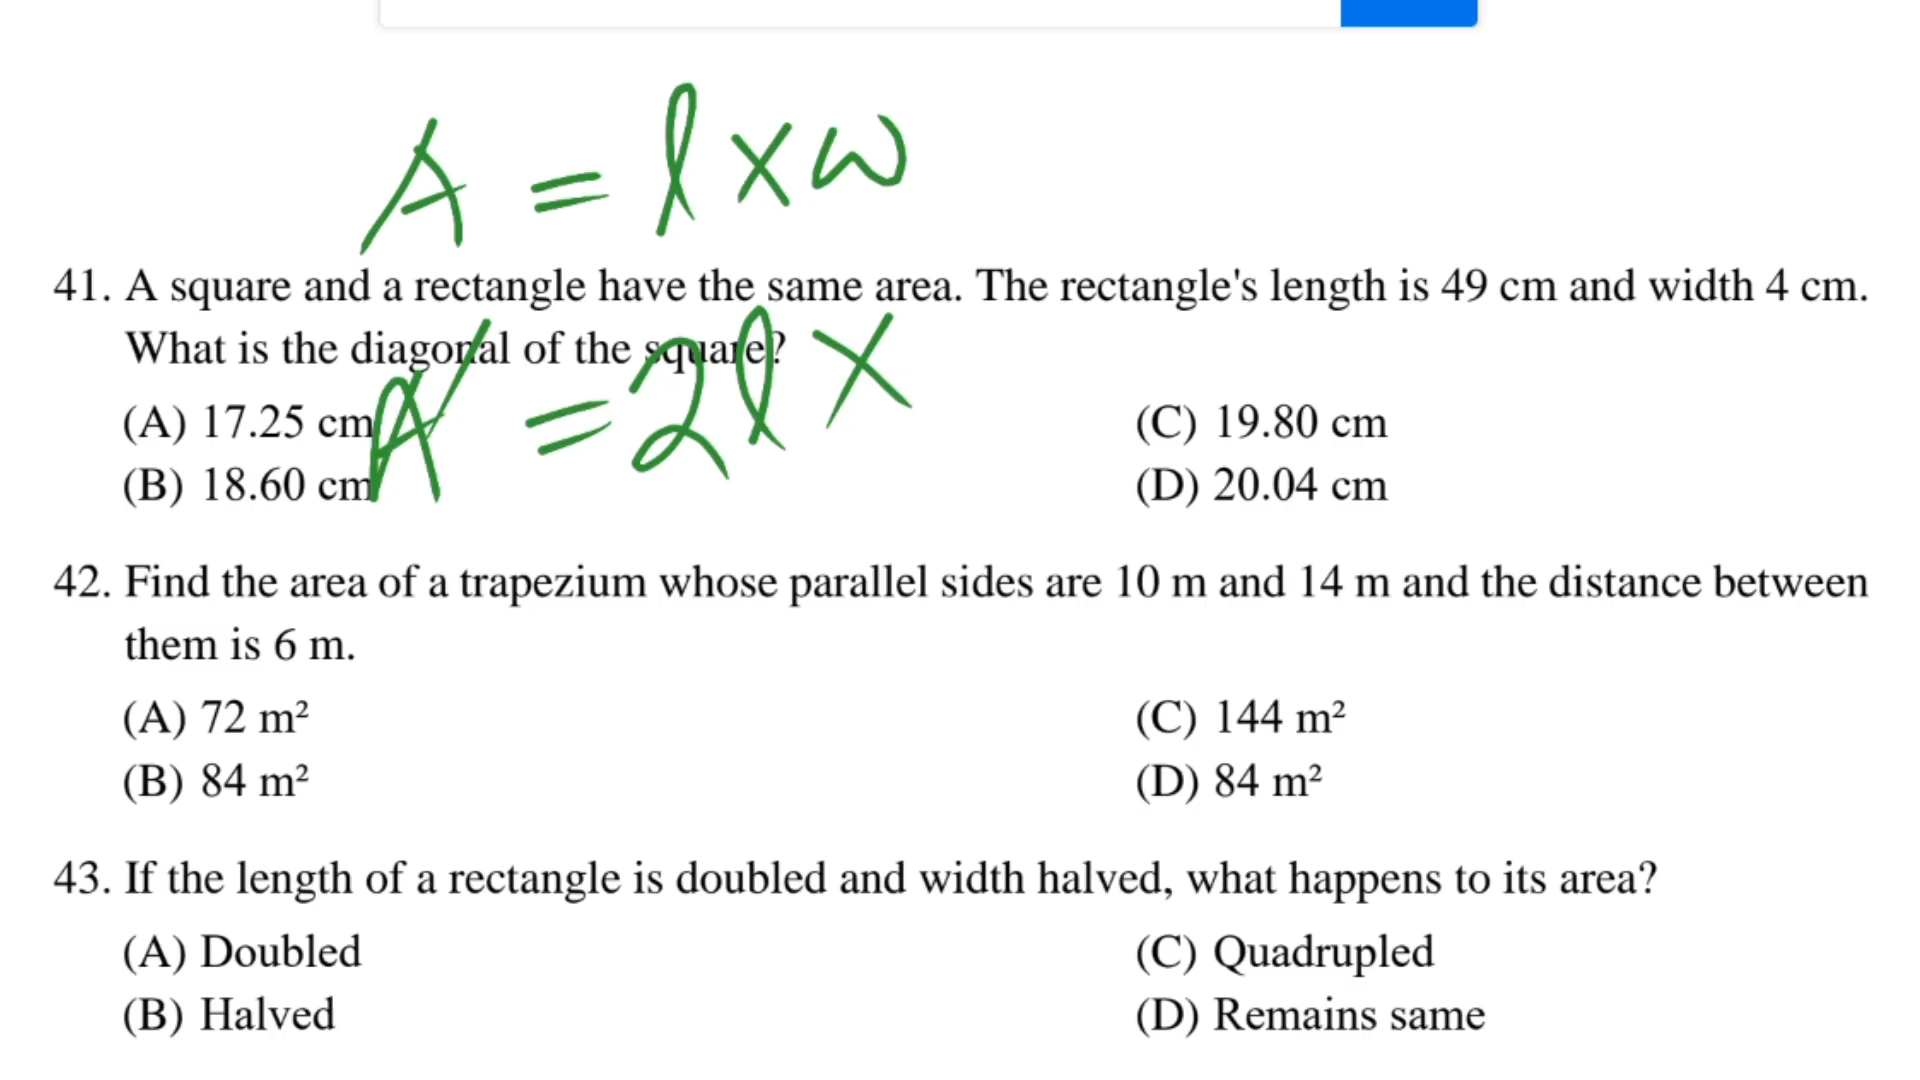 A = l × w
41. A square and a rectangle have the same area. The rectangle's length is 49 cm and width 4 cm.
What is the diagonal of the square?
A' = 2l ×
(A) 17.25 cm
(C) 19.80 cm
(B) 18.60 cm
(D) 20.04 cm
42. Find the area of a trapezium whose parallel sides are 10 m and 14 m and the distance between
them is 6 m.
(A) 72 m²
(C) 144 m²
(B) 84 m²
(D) 84 m²
43. If the length of a rectangle is doubled and width halved, what happens to its area?
(A) Doubled
(C) Quadrupled
(B) Halved
(D) Remains same